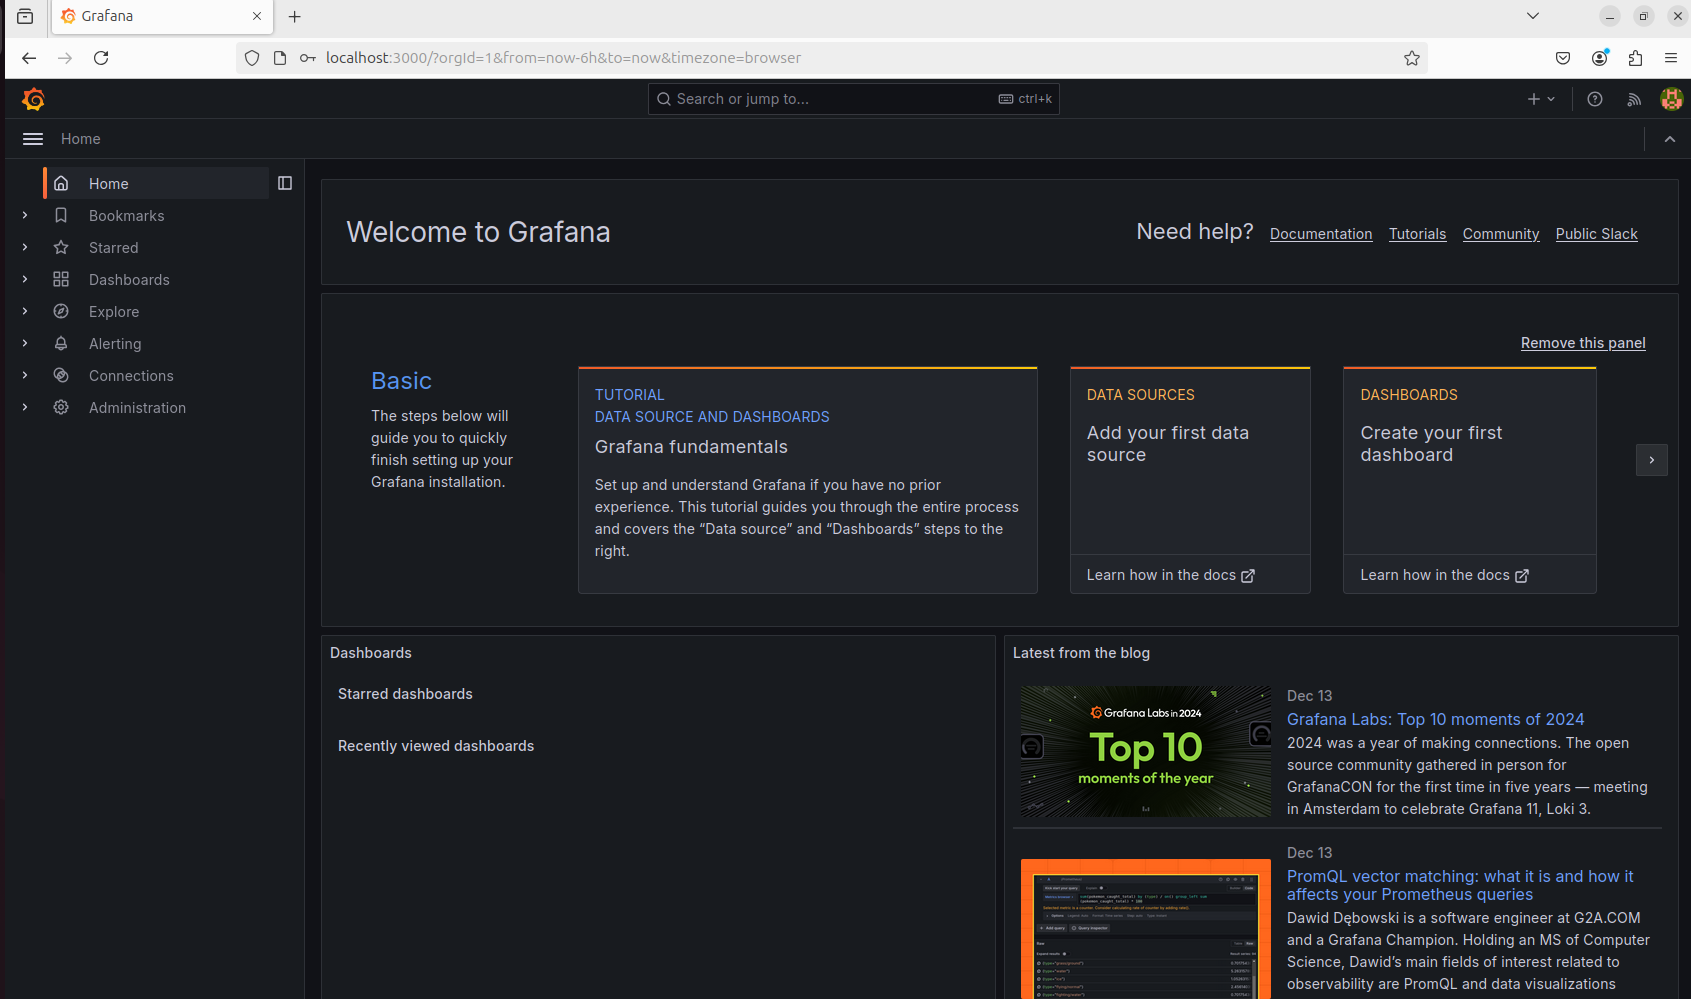 Grafana
localhost:3000/?orgId=1&from=now-6h&to=now&timezone=browser
Search or jump to...
ctrl+k
Home
Home
Bookmarks
Starred
Dashboards
Explore
Alerting
Connections
Administration
Welcome to Grafana
Need help?
Documentation
Tutorials
Community
Public Slack
Remove this panel
Basic
The steps below will
guide you to quickly
finish setting up your
Grafana installation.
TUTORIAL
DATA SOURCE AND DASHBOARDS
Grafana fundamentals
Set up and understand Grafana if you have no prior
experience. This tutorial guides you through the entire process
and covers the “Data source” and “Dashboards” steps to the
right.
DATA SOURCES
Add your first data
source
Learn how in the docs
DASHBOARDS
Create your first
dashboard
Learn how in the docs
Dashboards
Starred dashboards
Recently viewed dashboards
Latest from the blog
Grafana Labs in 2024
Top 10
moments of the year
Dec 13
Grafana Labs: Top 10 moments of 2024
2024 was a year of making connections. The open
source community gathered in person for
GrafanaCON for the first time in five years — meeting
in Amsterdam to celebrate Grafana 11, Loki 3.
Dec 13
PromQL vector matching: what it is and how it
affects your Prometheus queries
Dawid Dębowski is a software engineer at G2A.COM
and a Grafana Champion. Holding an MS of Computer
Science, Dawid’s main fields of interest related to
observability are PromQL and data visualizations